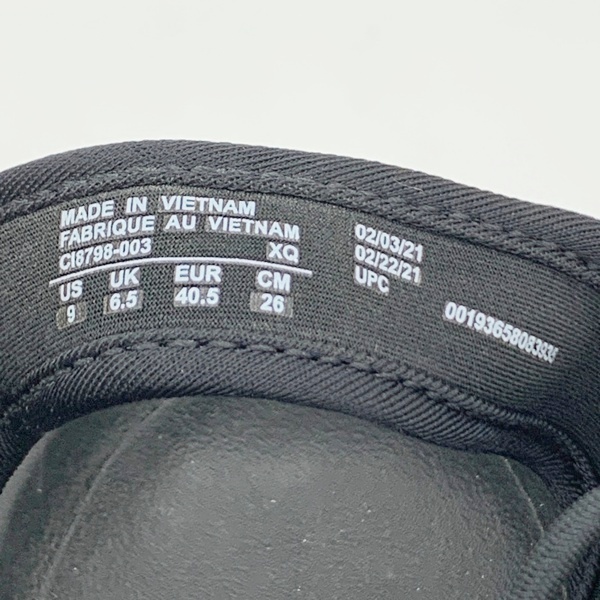 MADE IN VIETNAM
FABRIQUE AU VIETNAM
CI8798-003 XQ
US UK EUR CM
9 6.5 40.5 26
02/03/21
02/22/21
UPC